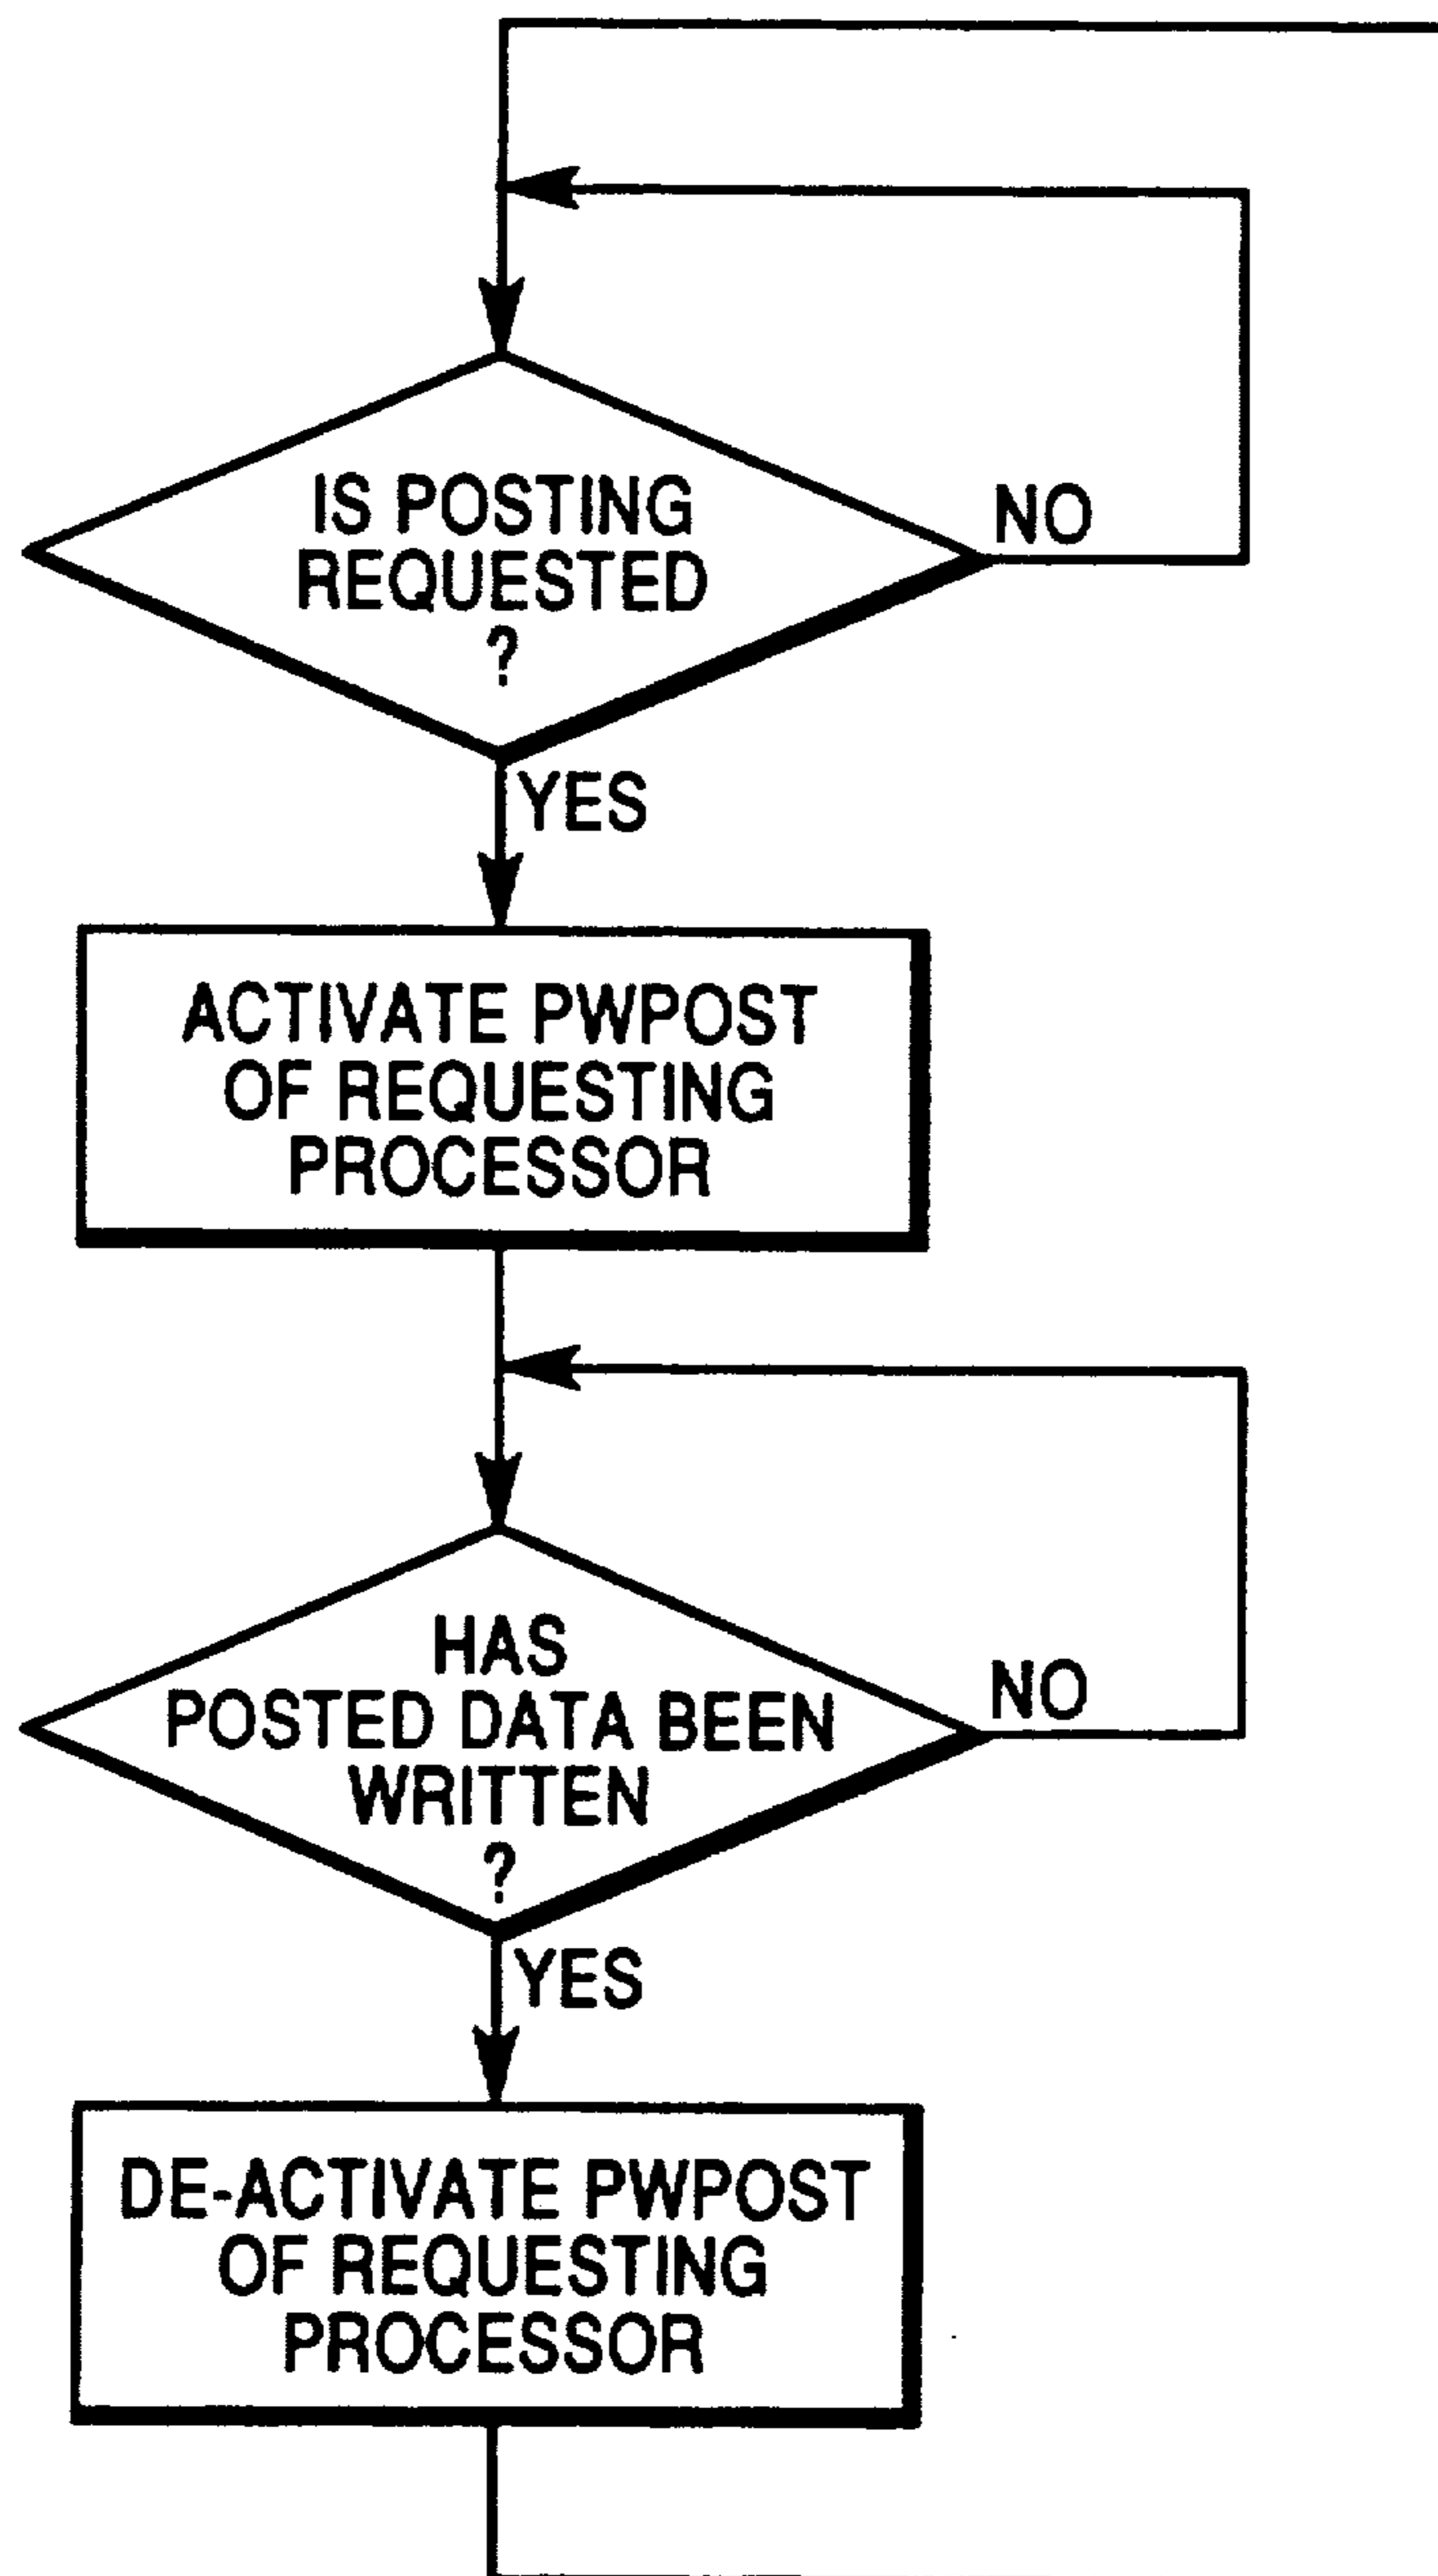 IS POSTING
REQUESTED
?
NO
YES
ACTIVATE PWPOST
OF REQUESTING
PROCESSOR
HAS
POSTED DATA BEEN
WRITTEN
?
NO
YES
DE-ACTIVATE PWPOST
OF REQUESTING
PROCESSOR